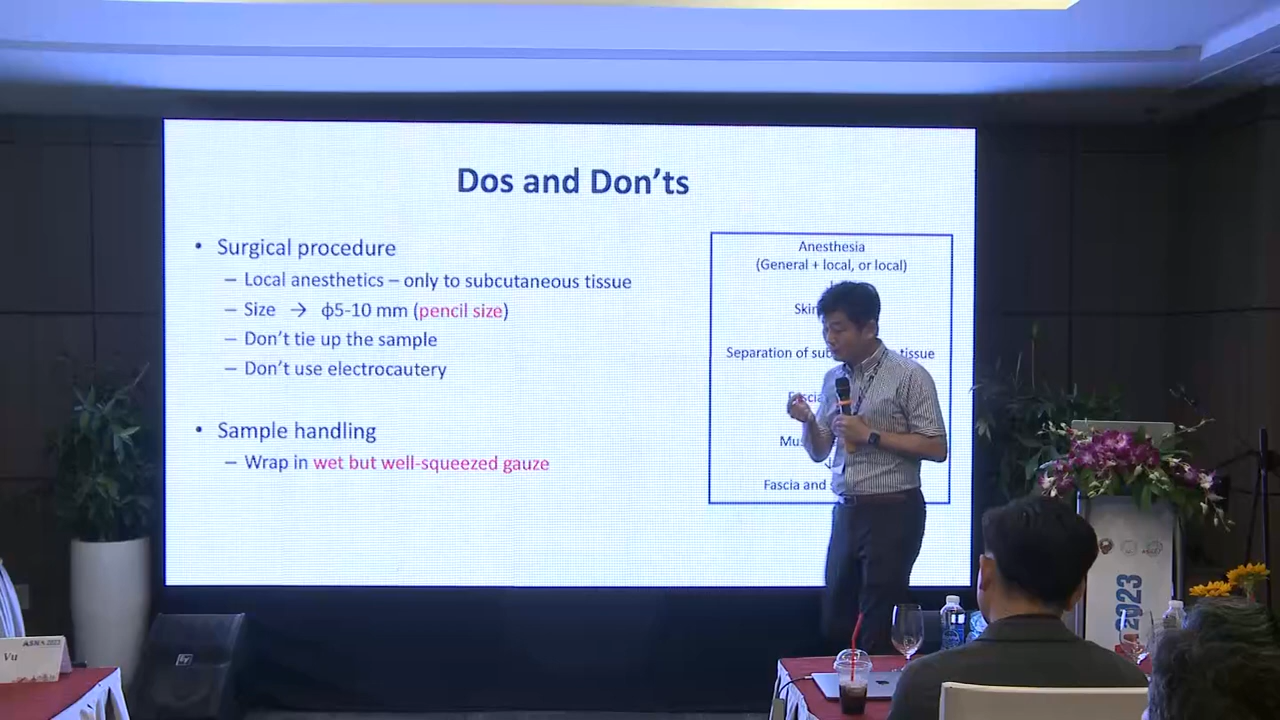 Dos and Don'ts
• Surgical procedure
– Local anesthetics – only to subcutaneous tissue
– Size → ϕ5-10 mm (pencil size)
– Don't tie up the sample
– Don't use electrocautery
• Sample handling
– Wrap in wet but well-squeezed gauze
Anesthesia
(General + local, or local)
Separation of tissue
Fascia and
2023
Vu